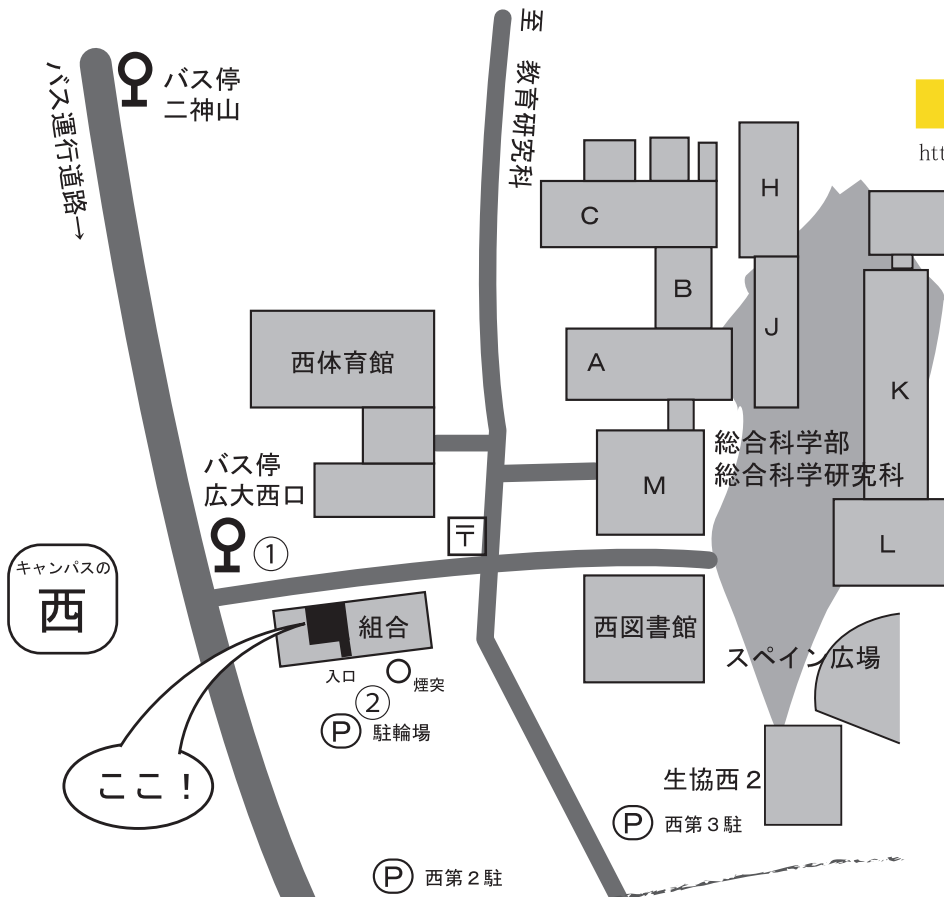 至 教育研究科
バス停
二神山
バス運行道路→
htt
H
C
B
J
A
西体育館
K
総合科学部
総合科学研究科
M
バス停
広大西口
①
〒
L
キャンパスの
西
組合
西図書館
スペイン広場
入口
煙突
②
P 駐輪場
ここ！
生協西２
P 西第３駐
P 西第２駐